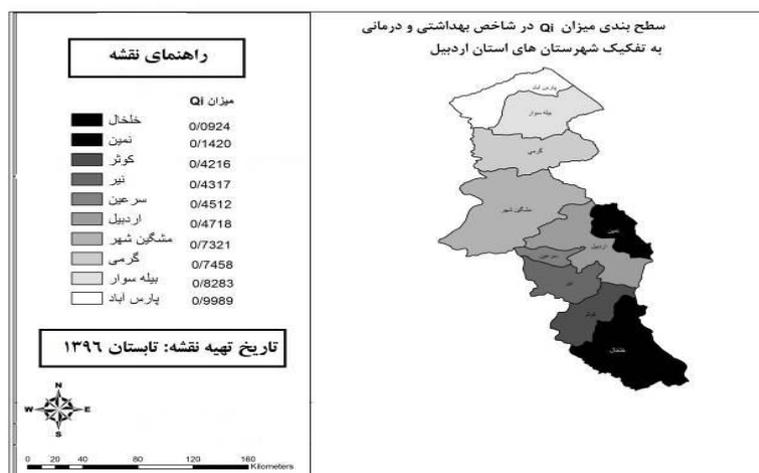 سطح بندی میزان Qi در شاخص بهداشتی و درمانی
به تفکیک شهرستان های استان اردبیل
راهنمای نقشه
میزان Qi
خلخال 0/0924
نمین 0/1420
کوثر 0/4216
نیر 0/4317
سرعین 0/4512
اردبیل 0/4718
مشگین شهر 0/7321
گرمی 0/7458
بیله سوار 0/8283
پارس آباد 0/9989
تاریخ تهیه نقشه: تابستان ۱۳۹۶
N
W E
S
0 20 40 80 120 160
Kilometers
پارس آباد
بیله سوار
گرمی
مشگین شهر
نمین
اردبیل
سرعین
نیر
کوثر
خلخال